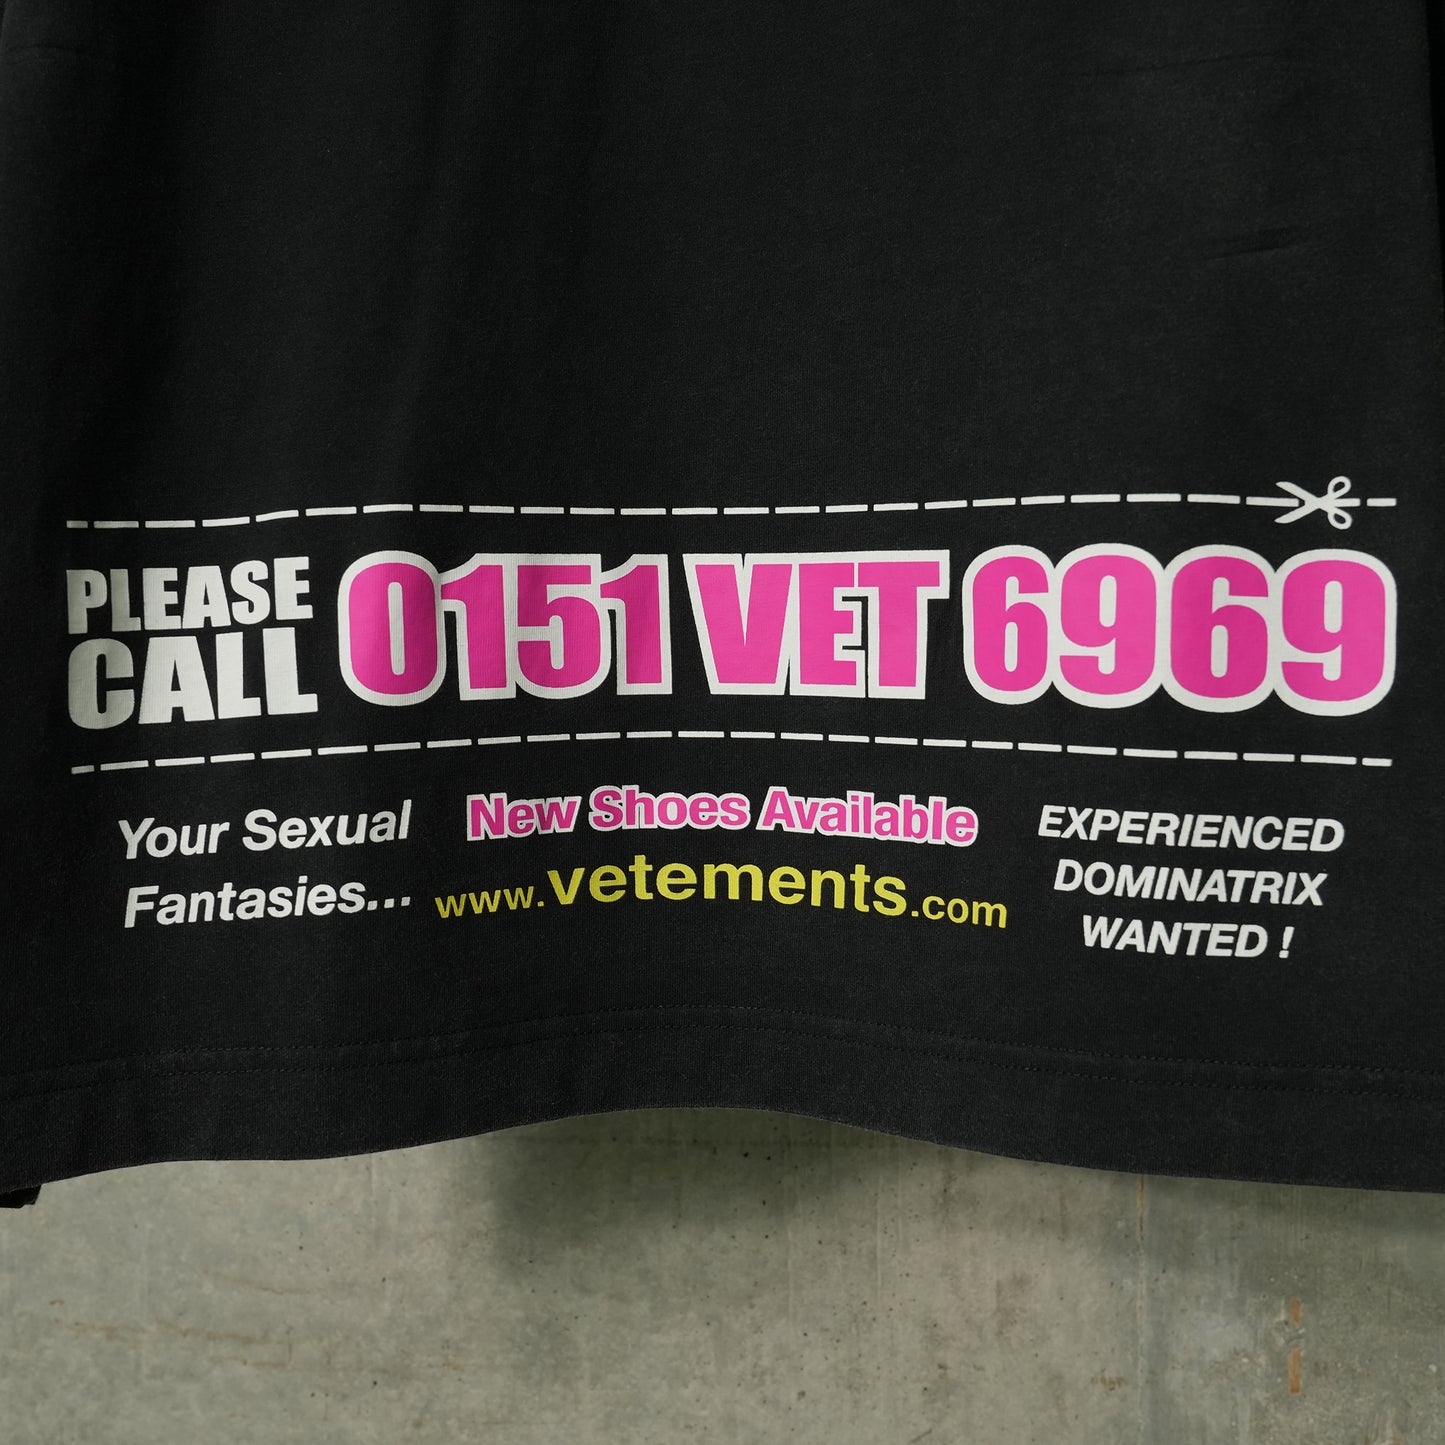 PLEASE CALL 0151 VET 6969
Your Sexual
Fantasies...
New Shoes Available
www.vetements.com
EXPERIENCED
DOMINATRIX
WANTED !